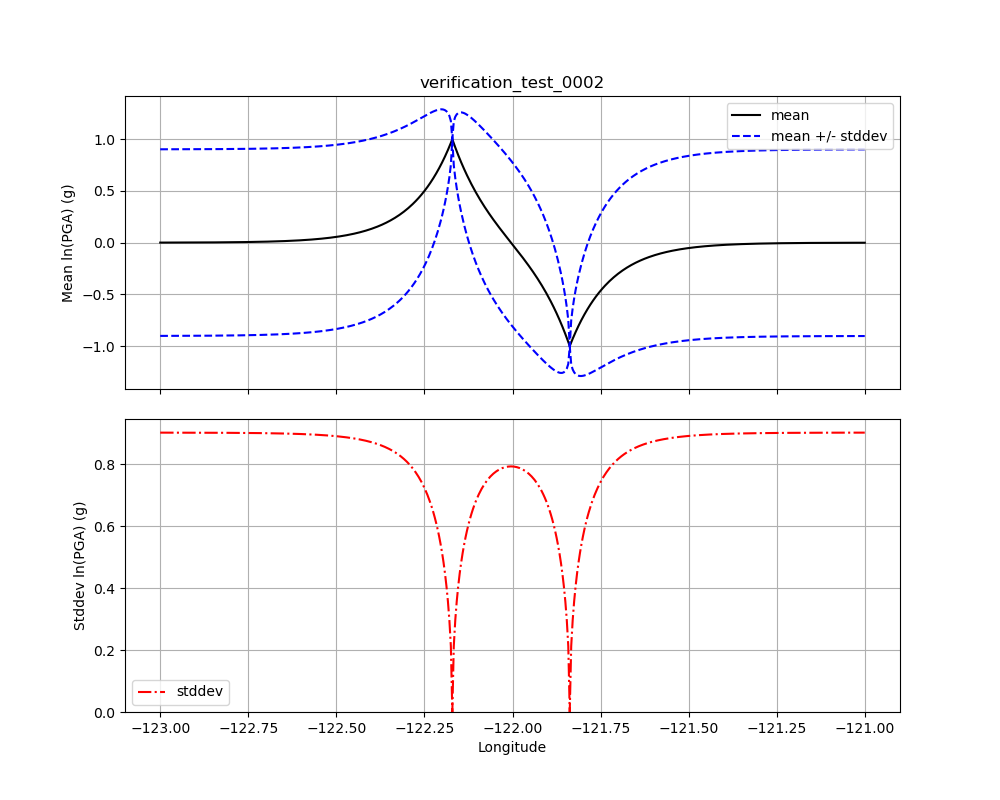 verification_test_0002
Mean ln(PGA) (g)
1.0
0.5
0.0
−0.5
−1.0
mean
mean +/- stddev
Stddev ln(PGA) (g)
0.8
0.6
0.4
0.2
0.0
stddev
−123.00 −122.75 −122.50 −122.25 −122.00 −121.75 −121.50 −121.25 −121.00
Longitude